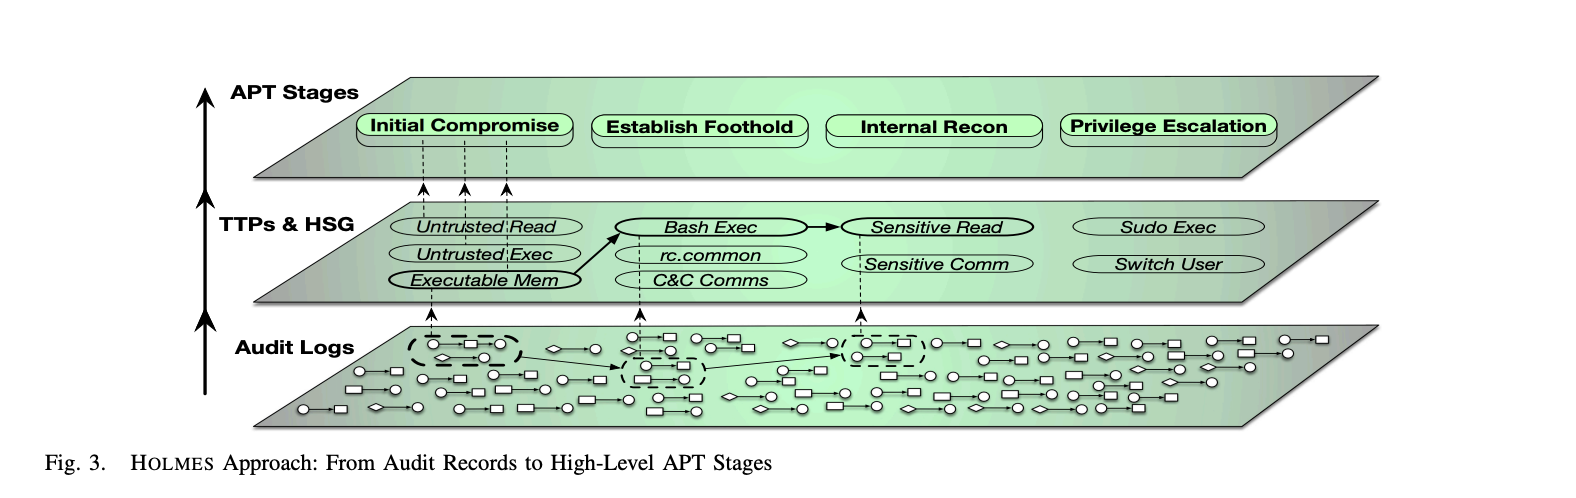 APT Stages
Initial Compromise
Establish Foothold
Internal Recon
Privilege Escalation
TTPs & HSG
Untrusted Read
Bash Exec
Sensitive Read
Sudo Exec
Untrusted Exec
rc.common
Sensitive Comm
Switch User
Executable Mem
C&C Comms
Audit Logs
Fig. 3. HOLMES Approach: From Audit Records to High-Level APT Stages